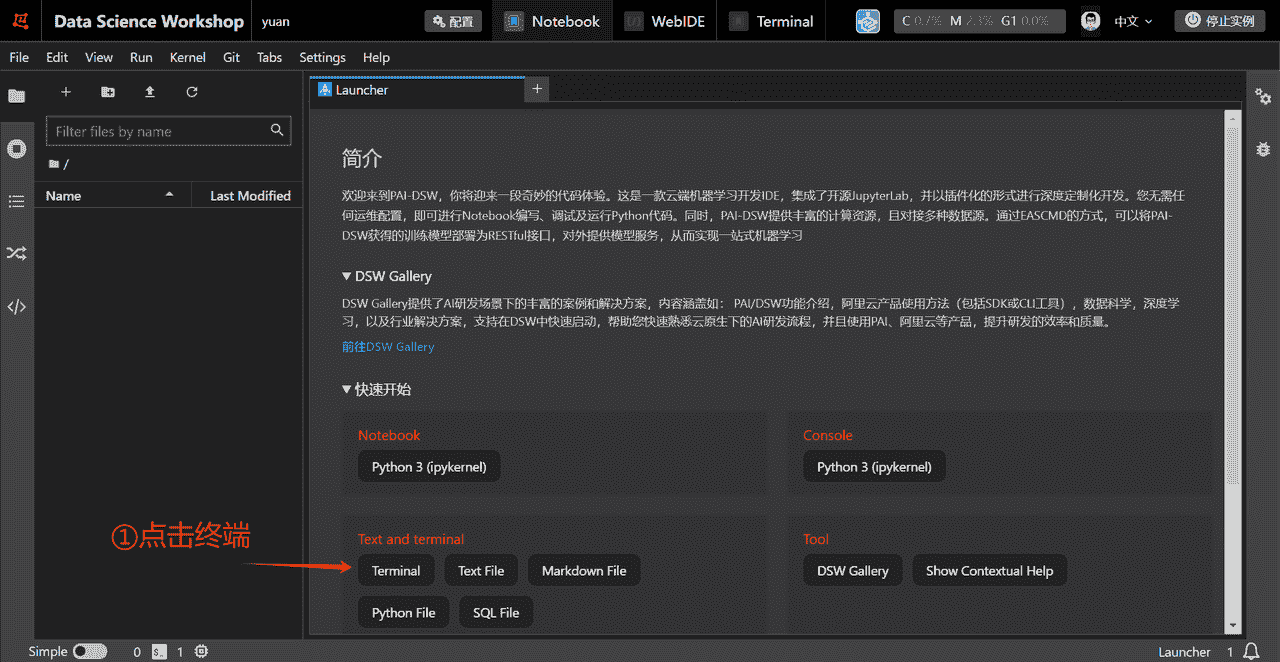 Data Science Workshop yuan 配置 Notebook WebIDE Terminal C 0.7% M 2.3% G1 0.0% 中文 停止实例
File Edit View Run Kernel Git Tabs Settings Help
Launcher
Filter files by name
/
Name Last Modified
简介
欢迎来到PAI-DSW，你将迎来一段奇妙的代码体验。这是一款云端机器学习开发IDE，集成了开源JupyterLab，并以插件化的形式进行深度定制化开发。您无需任
何运维配置，即可进行Notebook编写、调试及运行Python代码。同时，PAI-DSW提供丰富的计算资源，且对接多种数据源。通过EASCMD的方式，可以将PAI-
DSW获得的训练模型部署为RESTful接口，对外提供模型服务，从而实现一站式机器学习
DSW Gallery
DSW Gallery提供了AI研发场景下的丰富的案例和解决方案，内容涵盖如： PAI/DSW功能介绍，阿里云产品使用方法（包括SDK或CLI工具），数据科学，深度学
习，以及行业解决方案，支持在DSW中快速启动，帮助您快速熟悉云原生下的AI研发流程，并且使用PAI、阿里云等产品，提升研发的效率和质量。
前往DSW Gallery
快速开始
Notebook
Python 3 (ipykernel)
Console
Python 3 (ipykernel)
①点击终端
Text and terminal
Terminal Text File Markdown File
Python File SQL File
Tool
DSW Gallery Show Contextual Help
Simple 0 1 Launcher 1